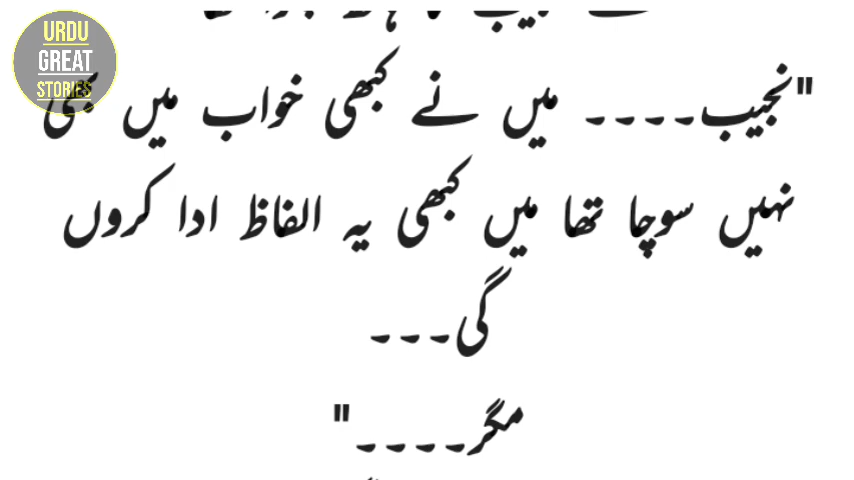 URDU
GREAT
STORIES
"نجیب۔۔۔۔ میں نے کبھی خواب میں بھی
نہیں سوچا تھا میں کبھی یہ الفاظ ادا کروں
گی۔۔۔
مگر۔۔۔۔"